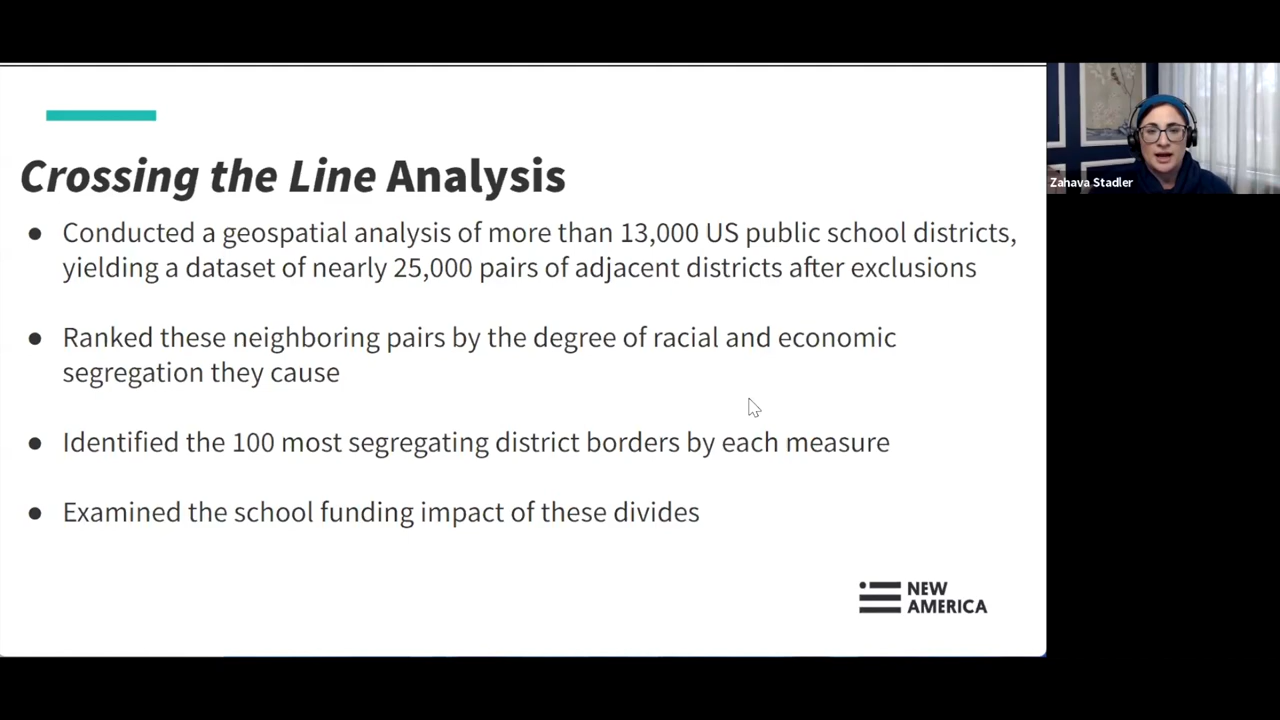 Crossing the Line Analysis
● Conducted a geospatial analysis of more than 13,000 US public school districts,
yielding a dataset of nearly 25,000 pairs of adjacent districts after exclusions
● Ranked these neighboring pairs by the degree of racial and economic
segregation they cause
● Identified the 100 most segregating district borders by each measure
● Examined the school funding impact of these divides
NEW
AMERICA
Zahava Stadler